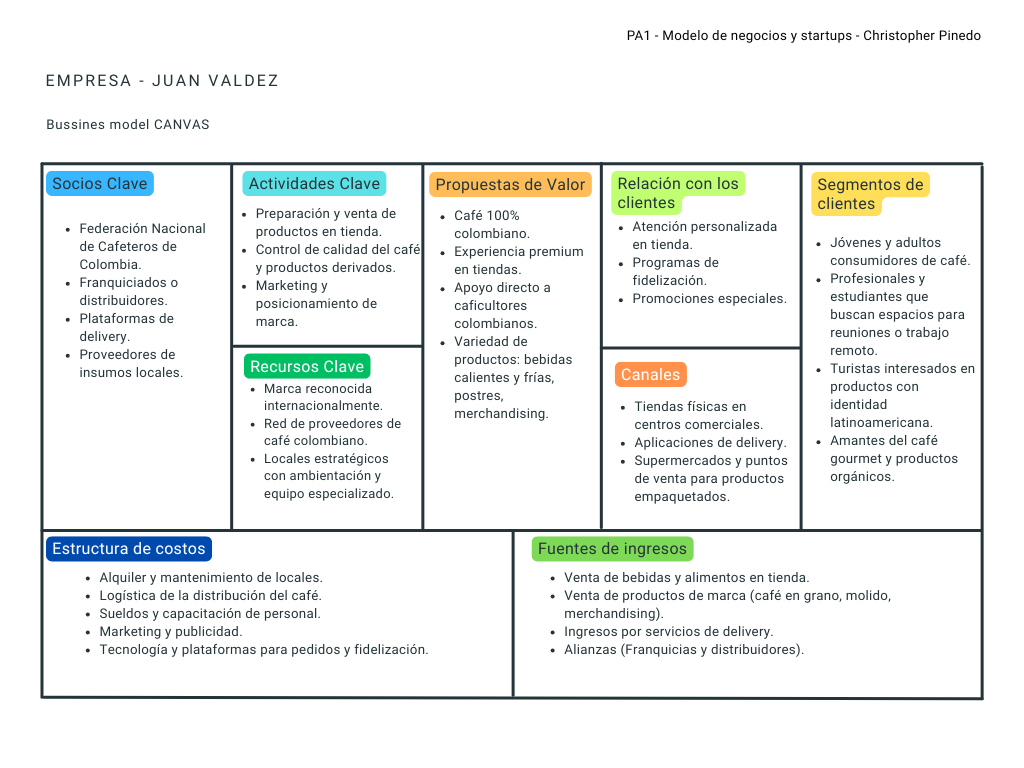 PA1 - Modelo de negocios y startups - Christopher Pinedo
EMPRESA - JUAN VALDEZ
Bussines model CANVAS
Socios Clave
• Federación Nacional
de Cafeteros de
Colombia.
• Franquiciados o
distribuidores.
• Plataformas de
delivery.
• Proveedores de
insumos locales.
Actividades Clave
• Preparación y venta de
productos en tienda.
• Control de calidad del café
y productos derivados.
• Marketing y
posicionamiento de
marca.
Recursos Clave
• Marca reconocida
internacionalmente.
• Red de proveedores de
café colombiano.
• Locales estratégicos
con ambientación y
equipo especializado.
Propuestas de Valor
• Café 100%
colombiano.
• Experiencia premium
en tiendas.
• Apoyo directo a
caficultores
colombianos.
• Variedad de
productos: bebidas
calientes y frías,
postres,
merchandising.
Relación con los
clientes
• Atención personalizada
en tienda.
• Programas de
fidelización.
• Promociones especiales.
Canales
• Tiendas físicas en
centros comerciales.
• Aplicaciones de delivery.
• Supermercados y puntos
de venta para productos
empaquetados.
Segmentos de
clientes
• Jóvenes y adultos
consumidores de café.
• Profesionales y
estudiantes que
buscan espacios para
reuniones o trabajo
remoto.
• Turistas interesados en
productos con
identidad
latinoamericana.
• Amantes del café
gourmet y productos
orgánicos.
Estructura de costos
• Alquiler y mantenimiento de locales.
• Logística de la distribución del café.
• Sueldos y capacitación de personal.
• Marketing y publicidad.
• Tecnología y plataformas para pedidos y fidelización.
Fuentes de ingresos
• Venta de bebidas y alimentos en tienda.
• Venta de productos de marca (café en grano, molido,
merchandising).
• Ingresos por servicios de delivery.
• Alianzas (Franquicias y distribuidores).